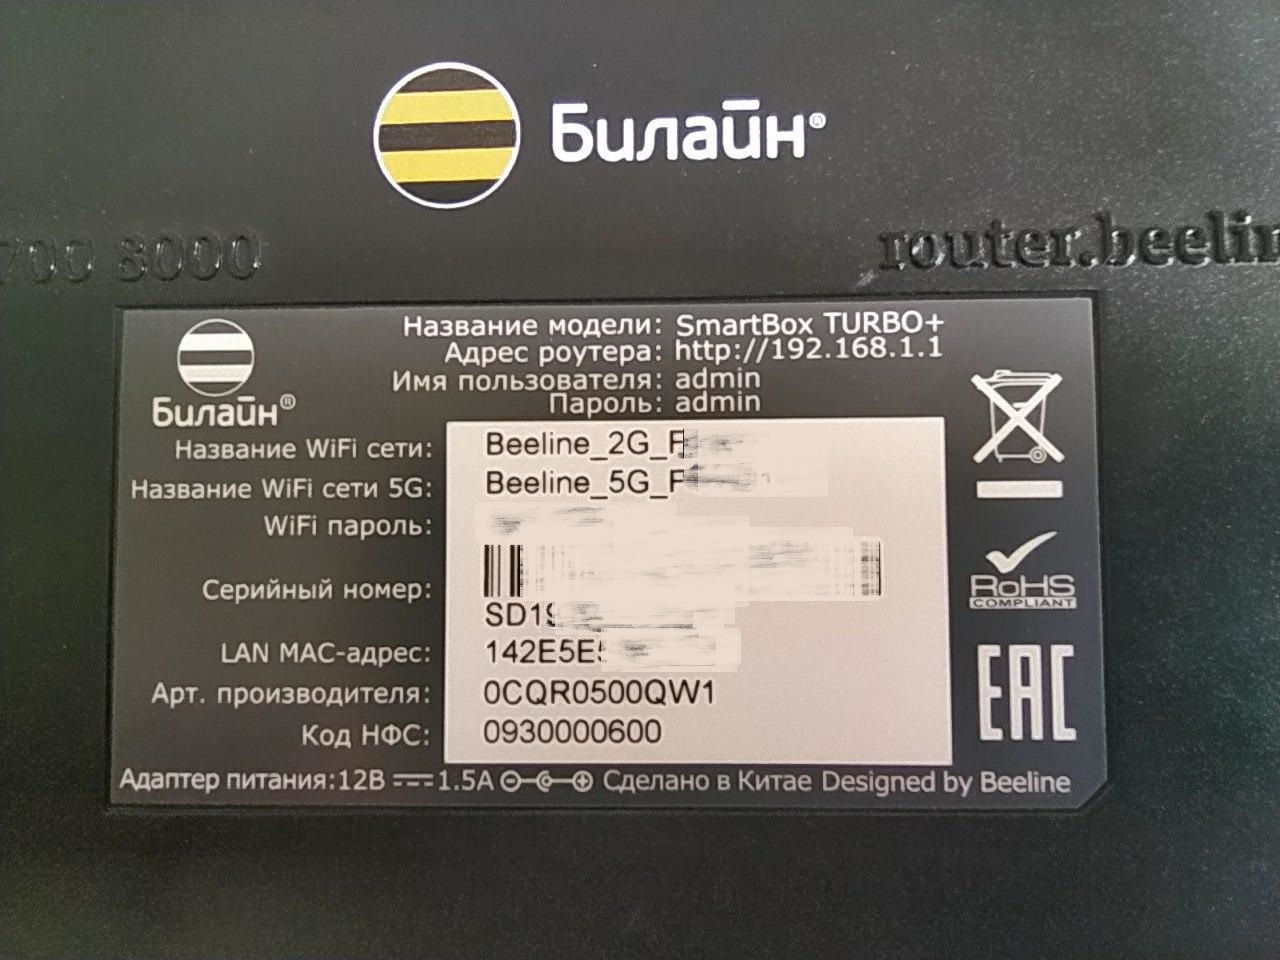 Билайн®
700 8000
router.beelin
Билайн®
Название модели: SmartBox TURBO+
Адрес роутера: http://192.168.1.1
Имя пользователя: admin
Пароль: admin
Название WiFi сети: Beeline_2G_F
Название WiFi сети 5G: Beeline_5G_F
WiFi пароль:
Серийный номер:
SD19
LAN MAC-адрес: 142E5E
Арт. производителя: 0CQR0500QW1
Код НФС: 0930000600
RoHS
COMPLIANT
EAC
Адаптер питания:12В 1.5А Сделано в Китае Designed by Beeline